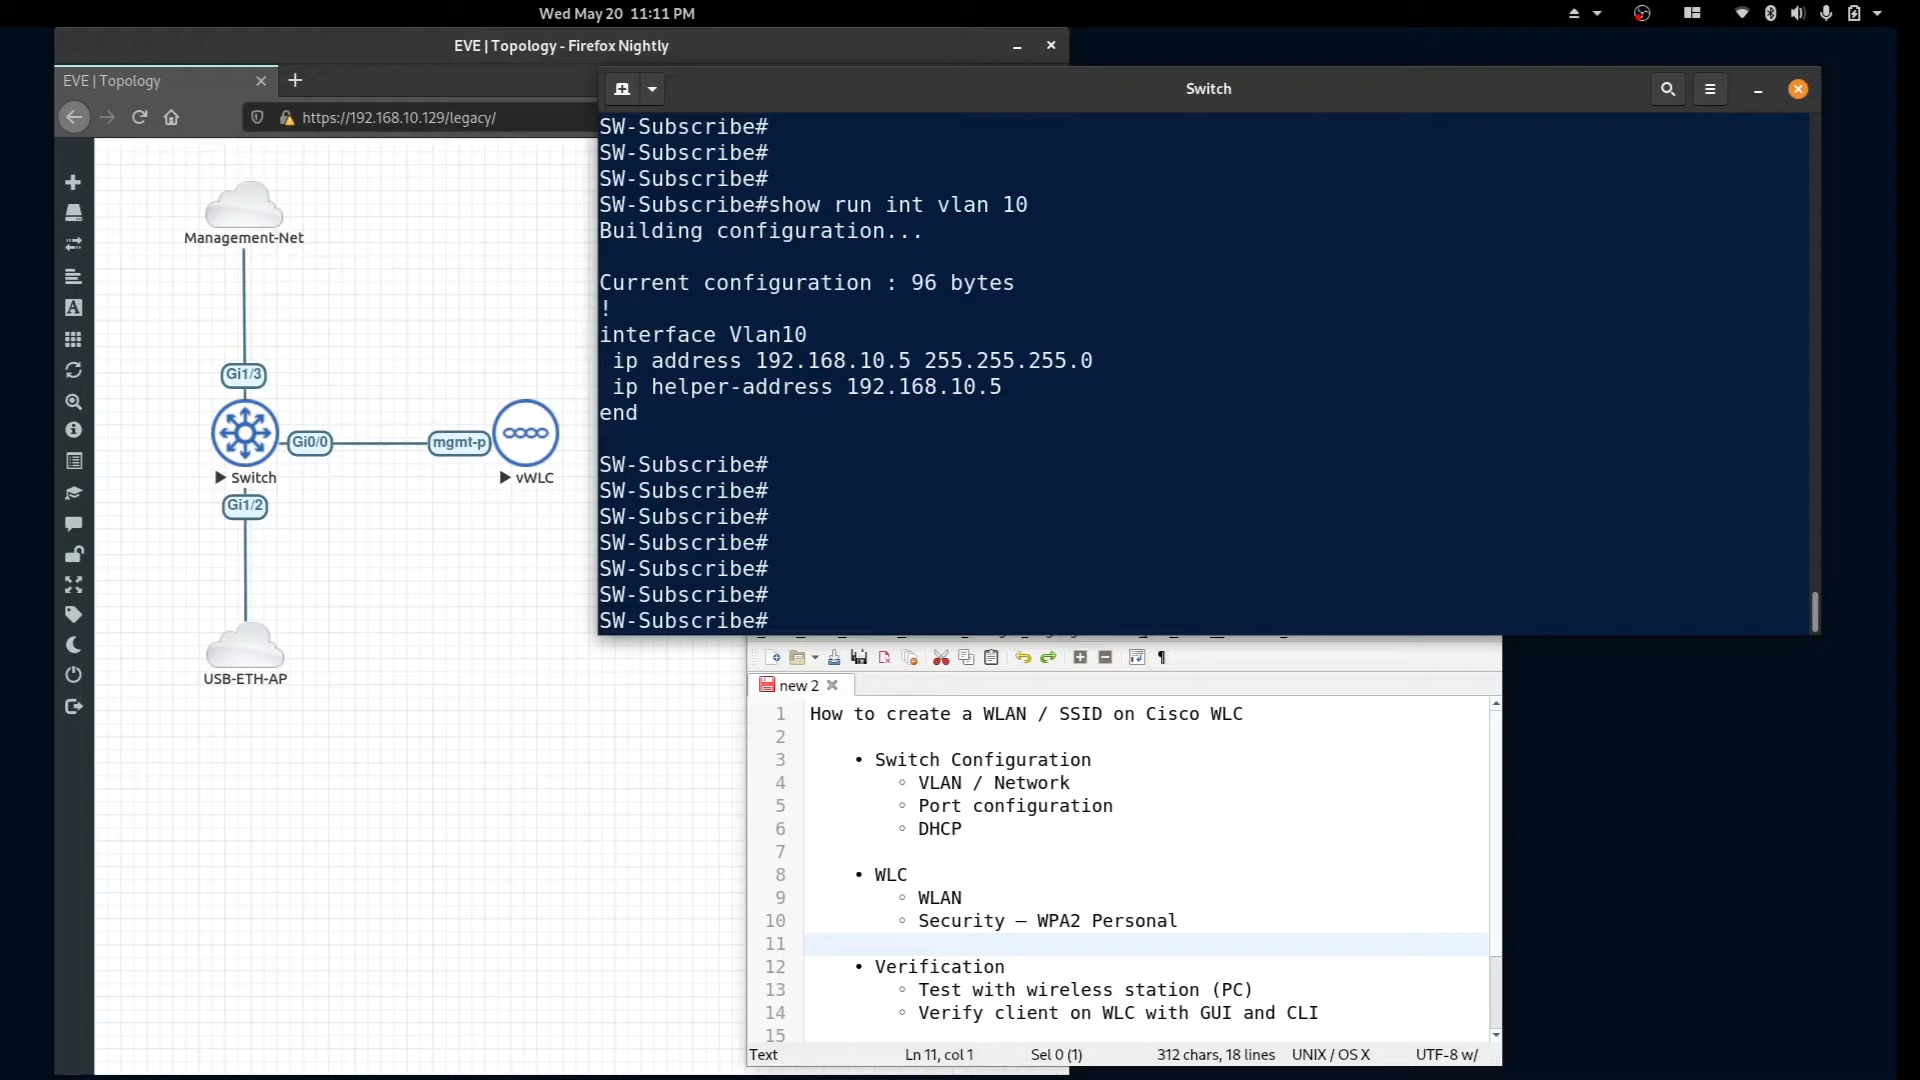 Wed May 20 11:11 PM
EVE | Topology - Firefox Nightly
EVE | Topology
https://192.168.10.129/legacy/
Management-Net
Gi1/3
Gi0/0
mgmt-p
Switch
vWLC
Gi1/2
USB-ETH-AP
Switch
SW-Subscribe#
SW-Subscribe#
SW-Subscribe#
SW-Subscribe#show run int vlan 10
Building configuration...
Current configuration : 96 bytes
!
interface Vlan10
ip address 192.168.10.5 255.255.255.0
ip helper-address 192.168.10.5
end
SW-Subscribe#
SW-Subscribe#
SW-Subscribe#
SW-Subscribe#
SW-Subscribe#
SW-Subscribe#
SW-Subscribe#
new 2
1 How to create a WLAN / SSID on Cisco WLC
2
3 • Switch Configuration
4 ◦ VLAN / Network
5 ◦ Port configuration
6 ◦ DHCP
7
8 • WLC
9 ◦ WLAN
10 ◦ Security – WPA2 Personal
11
12 • Verification
13 ◦ Test with wireless station (PC)
14 ◦ Verify client on WLC with GUI and CLI
15
Text Ln 11, col 1 Sel 0 (1) 312 chars, 18 lines UNIX / OS X UTF-8 w/